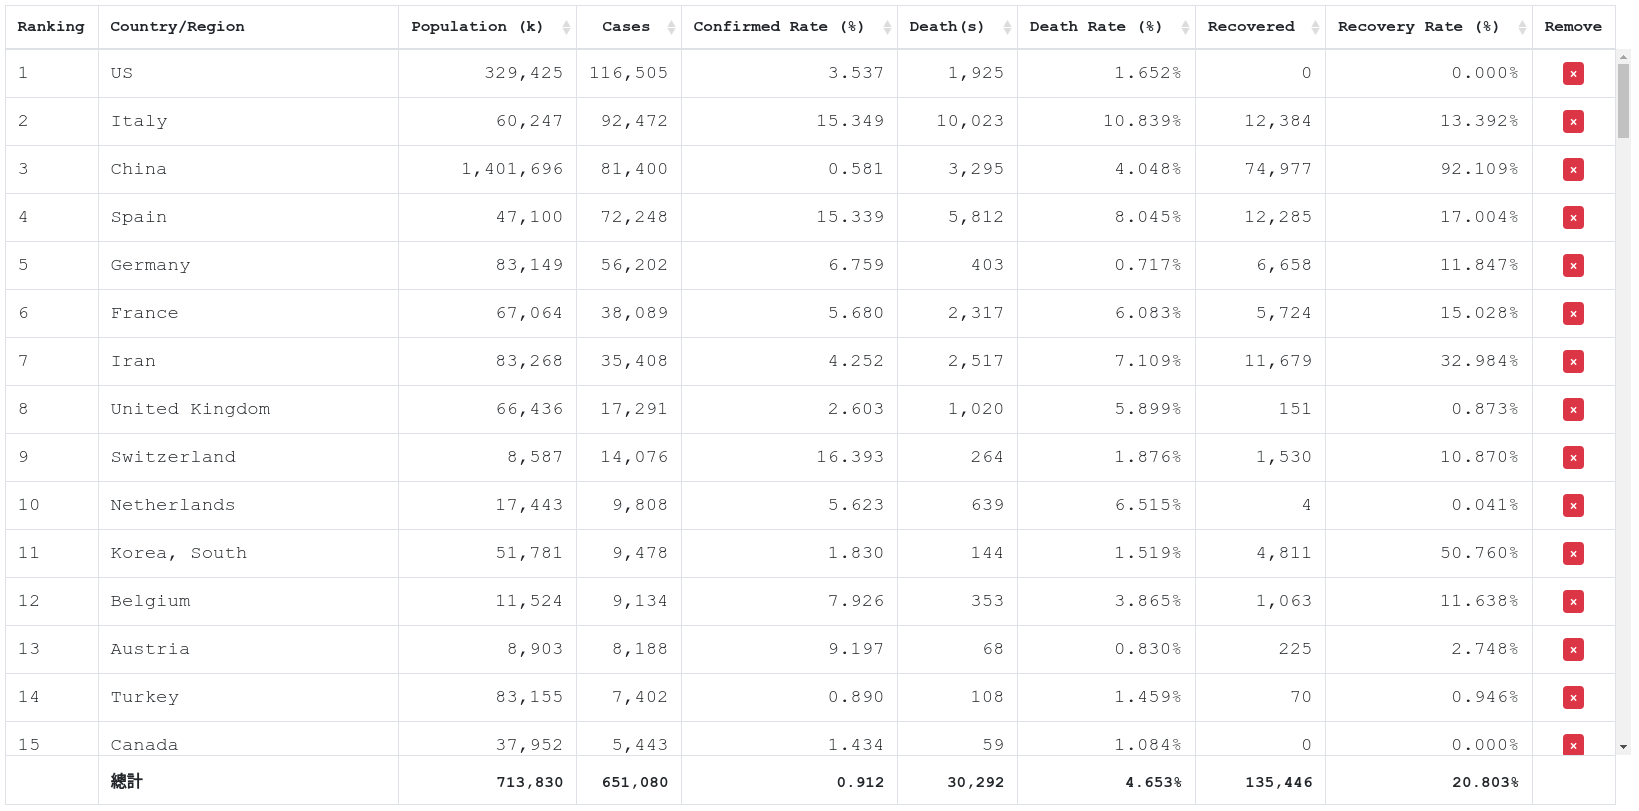 Ranking Country/Region Population (k) Cases Confirmed Rate (%) Death(s) Death Rate (%) Recovered Recovery Rate (%) Remove
1 US 329,425 116,505 3.537 1,925 1.652% 0 0.000% ×
2 Italy 60,247 92,472 15.349 10,023 10.839% 12,384 13.392% ×
3 China 1,401,696 81,400 0.581 3,295 4.048% 74,977 92.109% ×
4 Spain 47,100 72,248 15.339 5,812 8.045% 12,285 17.004% ×
5 Germany 83,149 56,202 6.759 403 0.717% 6,658 11.847% ×
6 France 67,064 38,089 5.680 2,317 6.083% 5,724 15.028% ×
7 Iran 83,268 35,408 4.252 2,517 7.109% 11,679 32.984% ×
8 United Kingdom 66,436 17,291 2.603 1,020 5.899% 151 0.873% ×
9 Switzerland 8,587 14,076 16.393 264 1.876% 1,530 10.870% ×
10 Netherlands 17,443 9,808 5.623 639 6.515% 4 0.041% ×
11 Korea, South 51,781 9,478 1.830 144 1.519% 4,811 50.760% ×
12 Belgium 11,524 9,134 7.926 353 3.865% 1,063 11.638% ×
13 Austria 8,903 8,188 9.197 68 0.830% 225 2.748% ×
14 Turkey 83,155 7,402 0.890 108 1.459% 70 0.946% ×
15 Canada 37,952 5,443 1.434 59 1.084% 0 0.000% ×
總計 713,830 651,080 0.912 30,292 4.653% 135,446 20.803%